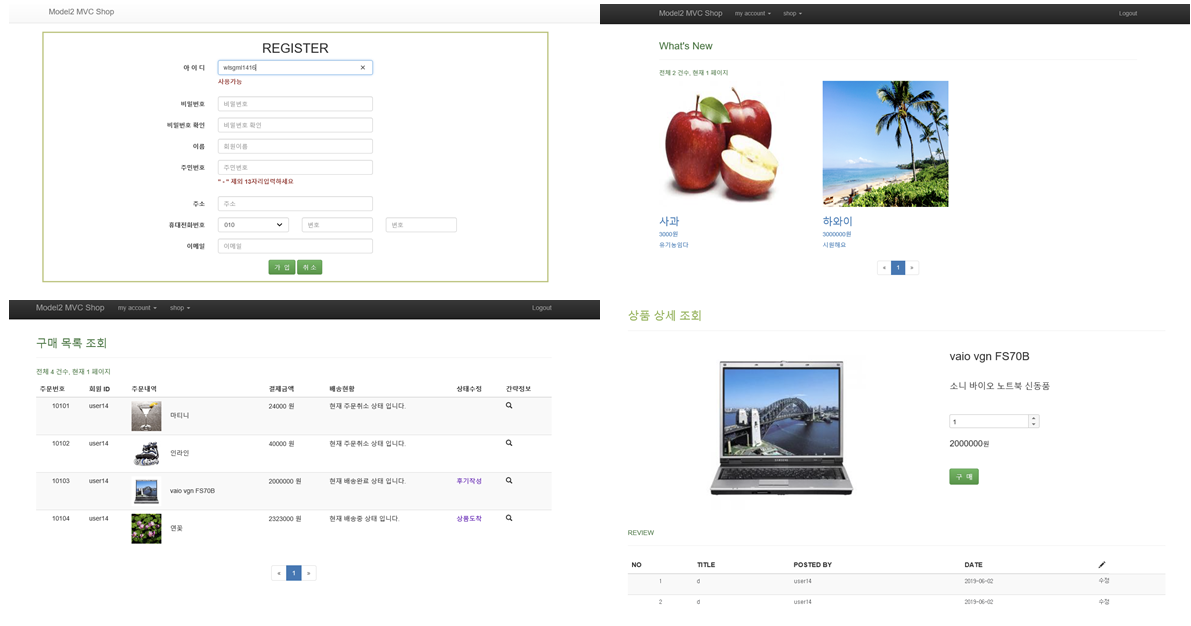 Model2 MVC Shop
REGISTER
아 이 디 wlsgml1416 ×
사용가능
비밀번호 비밀번호
비밀번호 확인 비밀번호 확인
이름 회원이름
주민번호 주민번호
" - " 제외 13자리입력하세요
주소 주소
휴대전화번호 010 번호 번호
이메일 이메일
가 입 취 소
Model2 MVC Shop my account shop Logout
What's New
전체 2 건수, 현재 1 페이지
사과
3000원
유기농임다
하와이
3000000원
시원해요
« 1 »
Model2 MVC Shop my account shop Logout
구매 목록 조회
전체 4 건수, 현재 1 페이지
주문번호 회원 ID 주문내역 결제금액 배송현황 상태수정 간략정보
10101 user14 마티니 24000 원 현재 주문취소 상태 입니다.
10102 user14 인라인 40000 원 현재 주문취소 상태 입니다.
10103 user14 vaio vgn FS70B 2000000 원 현재 배송완료 상태 입니다. 후기작성
10104 user14 연꽃 2323000 원 현재 배송중 상태 입니다. 상품도착
« 1 »
상품 상세 조회
vaio vgn FS70B
소니 바이오 노트북 신동품
1
2000000원
구 매
REVIEW
NO TITLE POSTED BY DATE
1 d user14 2019-06-02 수정
2 d user14 2019-06-02 수정